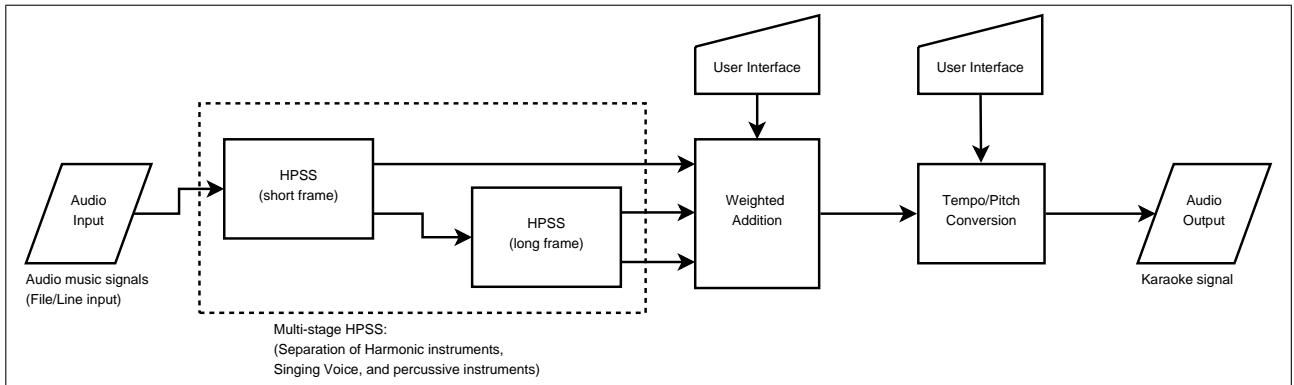 User Interface
User Interface
HPSS
(short frame)
Audio
Input
HPSS
(long frame)
Weighted
Addition
Tempo/Pitch
Conversion
Audio
Output
Audio music signals
(File/Line input)
Karaoke signal
Multi-stage HPSS:
(Separation of Harmonic instruments,
Singing Voice, and percussive instruments)